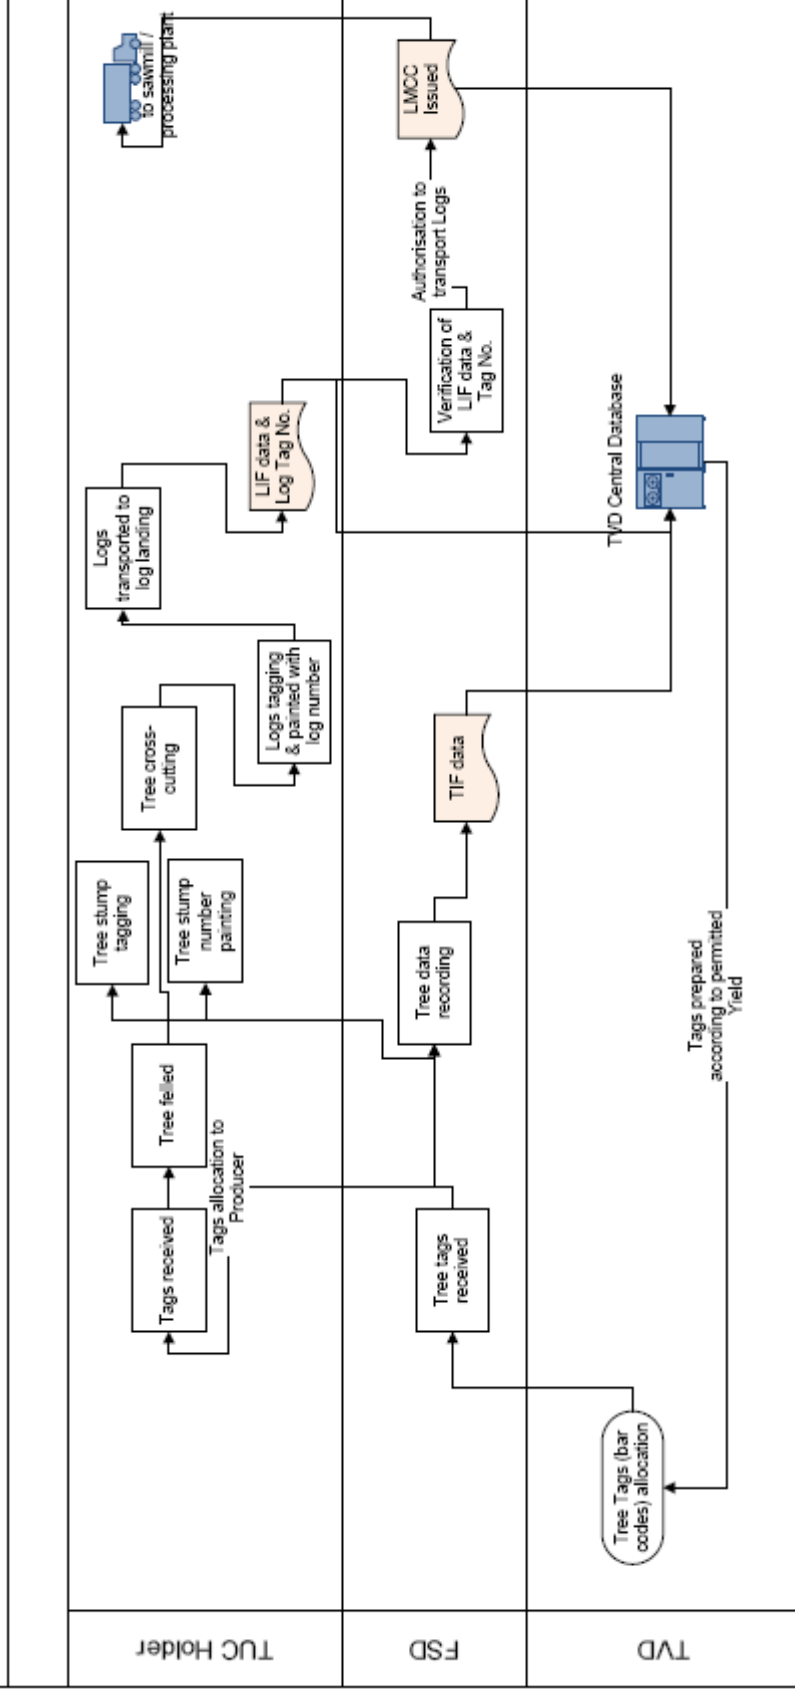 TUC Holder
Tags received
Tags allocation to
Producer
Tree felled
Tree stump
tagging
Tree stump
number
painting
Tree cross-
cutting
Logs tagging
& painted with
log number
Logs
transported to
log landing
LIF data &
Log Tag No.
to sawmill /
processing plant
FSD
Tree tags
received
Tree data
recording
TIF data
Verification of
LIF data &
Tag No.
Authorisation to
transport Logs
LMCC
Issued
TVD
Tree Tags (bar
codes) allocation
Tags prepared
according to permitted
Yield
TVD Central Database